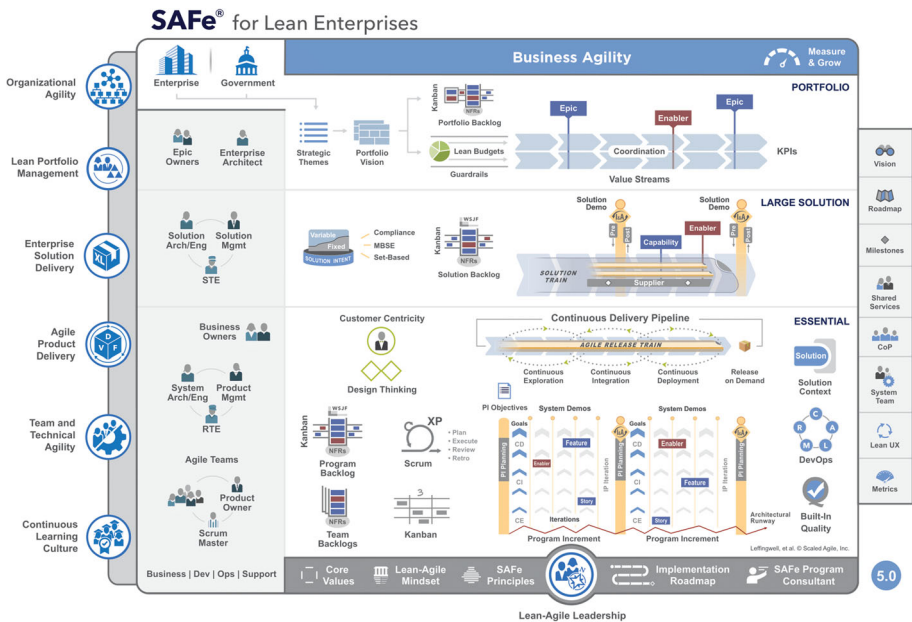 SAFe® for Lean Enterprises
Organizational
Agility
Lean Portfolio
Management
Enterprise
Solution
Delivery
Agile
Product
Delivery
Team and
Technical
Agility
Continuous
Learning
Culture
Enterprise
Government
Business Agility
Measure
& Grow
PORTFOLIO
Epic
Owners
Enterprise
Architect
Strategic
Themes
Portfolio
Vision
Kanban
NFRs
Portfolio Backlog
Lean Budgets
Guardrails
Epic
Enabler
Epic
Coordination
KPIs
Value Streams
LARGE SOLUTION
Solution
Arch/Eng
Solution
Mgmt
STE
Variable
Fixed
SOLUTION INTENT
Compliance
MBSE
Set-Based
Kanban
WSJF
NFRs
Solution Backlog
Solution
Demo
Solution
Demo
I&A
I&A
Pre
Post
Pre
Post
Capability
Enabler
SOLUTION
TRAIN
Supplier
ESSENTIAL
Business
Owners
System
Arch/Eng
Product
Mgmt
RTE
Agile Teams
Product
Owner
Scrum
Master
Business | Dev | Ops | Support
Customer Centricity
Design Thinking
Kanban
WSJF
NFRs
Program
Backlog
XP
Scrum
• Plan
• Execute
• Review
• Retro
NFRs
Team
Backlogs
3
Kanban
Continuous Delivery Pipeline
AGILE RELEASE TRAIN
Continuous
Exploration
Continuous
Integration
Continuous
Deployment
Release
on Demand
PI Objectives
System Demos
System Demos
PI Planning
Goals
CD
CI
CE
Enabler
Feature
Story
IP Iteration
I&A
PI Planning
Goals
CD
CI
CE
Enabler
Feature
Story
IP Iteration
I&A
PI Planning
Iterations
Architectural
Runway
Program Increment
Program Increment
Solution
Solution
Context
C
A
L
M
R
DevOps
Built-In
Quality
Leffingwell, et al. © Scaled Agile, Inc.
Vision
Roadmap
Milestones
Shared
Services
CoP
System
Team
Lean UX
Metrics
Core
Values
Lean-Agile
Mindset
SAFe
Principles
Implementation
Roadmap
SAFe Program
Consultant
Lean-Agile Leadership
5.0
XL
D
V
F